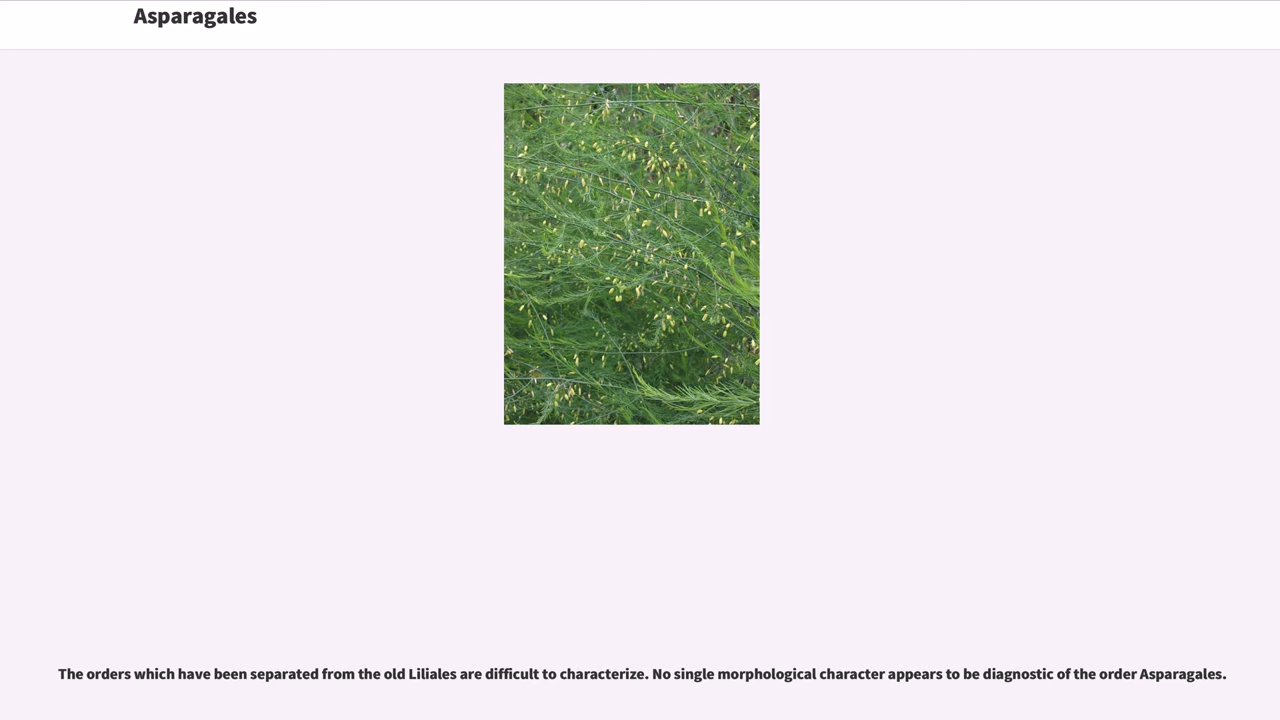 Asparagales
The orders which have been separated from the old Liliales are difficult to characterize. No single morphological character appears to be diagnostic of the order Asparagales.